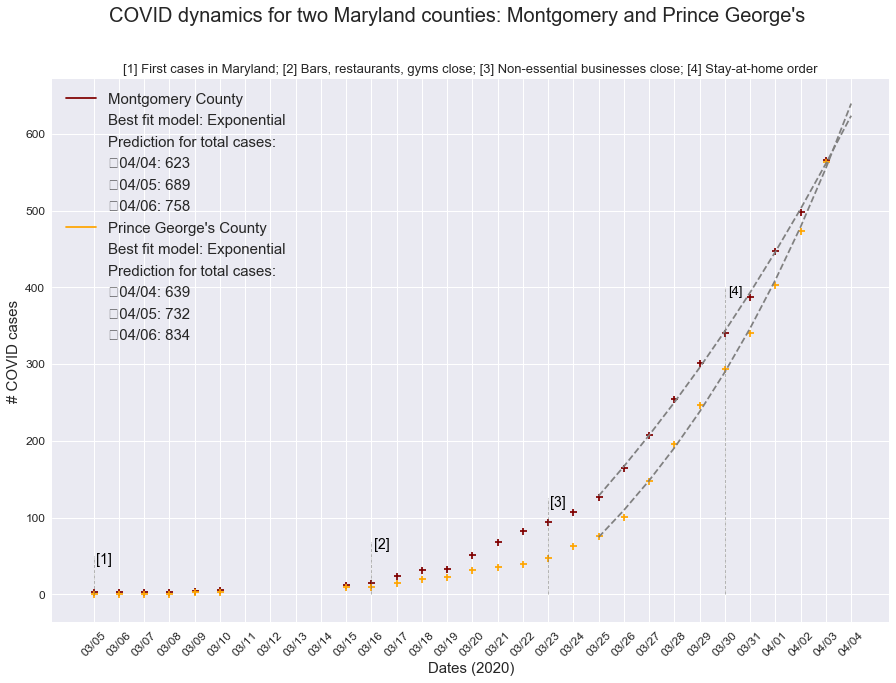 COVID dynamics for two Maryland counties: Montgomery and Prince George's
[1] First cases in Maryland; [2] Bars, restaurants, gyms close; [3] Non-essential businesses close; [4] Stay-at-home order
Montgomery County
Best fit model: Exponential
Prediction for total cases:
04/04: 623
04/05: 689
04/06: 758
Prince George's County
Best fit model: Exponential
Prediction for total cases:
04/04: 639
04/05: 732
04/06: 834
# COVID cases
600
500
400
300
200
100
0
[1]
[2]
[3]
[4]
03/05 03/06 03/07 03/08 03/09 03/10 03/11 03/12 03/13 03/14 03/15 03/16 03/17 03/18 03/19 03/20 03/21 03/22 03/23 03/24 03/25 03/26 03/27 03/28 03/29 03/30 03/31 04/01 04/02 04/03 04/04
Dates (2020)